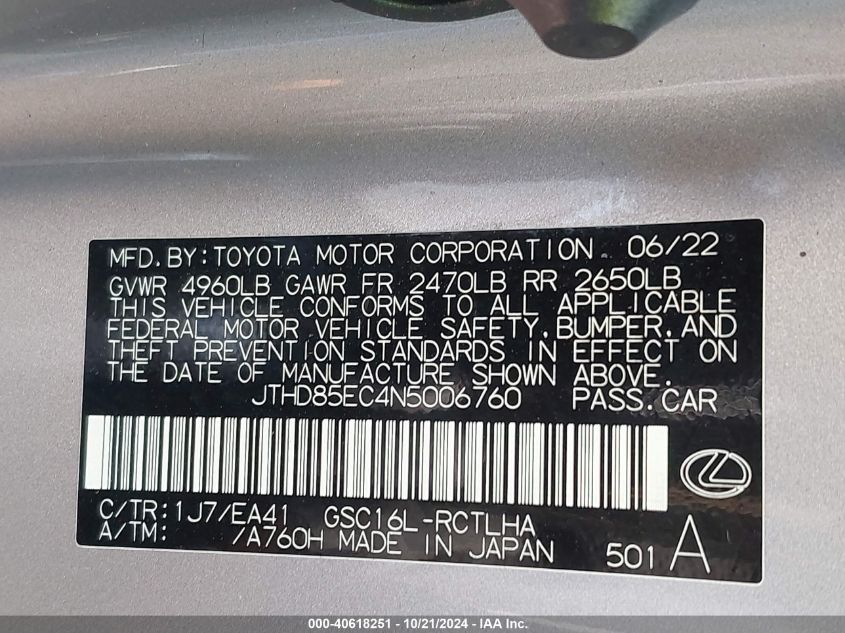 MFD.BY:TOYOTA MOTOR CORPORATION 06/22
GVWR 4960LB GAWR FR 2470LB RR 2650LB
THIS VEHICLE CONFORMS TO ALL APPLICABLE
FEDERAL MOTOR VEHICLE SAFETY,BUMPER,AND
THEFT PREVENTION STANDARDS IN EFFECT ON
THE DATE OF MANUFACTURE SHOWN ABOVE.
JTHD85EC4N5006760 PASS.CAR
C/TR:1J7/EA41 GSC16L-RCTLHA
A/TM: /A760H MADE IN JAPAN 501 A
000-40618251 - 10/21/2024 - IAA Inc.